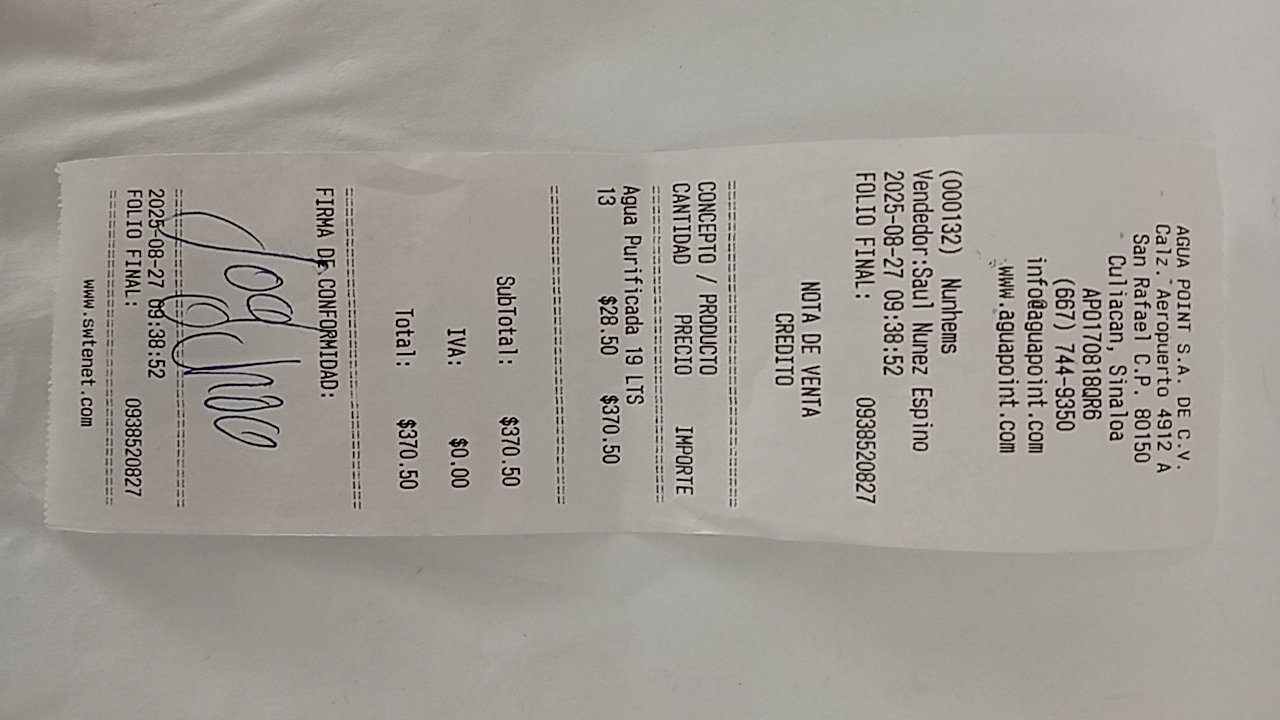 AGUA POINT S.A. DE C.V.
Calz. Aeropuerto 4912 A
San Rafael C.P. 80150
Culiacan, Sinaloa
APO170818QR6
(667) 744-9350
info@aguapoint.com
www.aguapoint.com
(000132) Nunhems
Vendedor:Saul Nunez Espino
2025-08-27 09:38:52
FOLIO FINAL: 0938520827
NOTA DE VENTA
CREDITO
CONCEPTO / PRODUCTO
CANTIDAD PRECIO IMPORTE
Agua Purificada 19 LTS
13 $28.50 $370.50
SubTotal: $370.50
IVA: $0.00
Total: $370.50
FIRMA DE CONFORMIDAD:
2025-08-27 09:38:52
FOLIO FINAL: 0938520827
www.swtenet.com